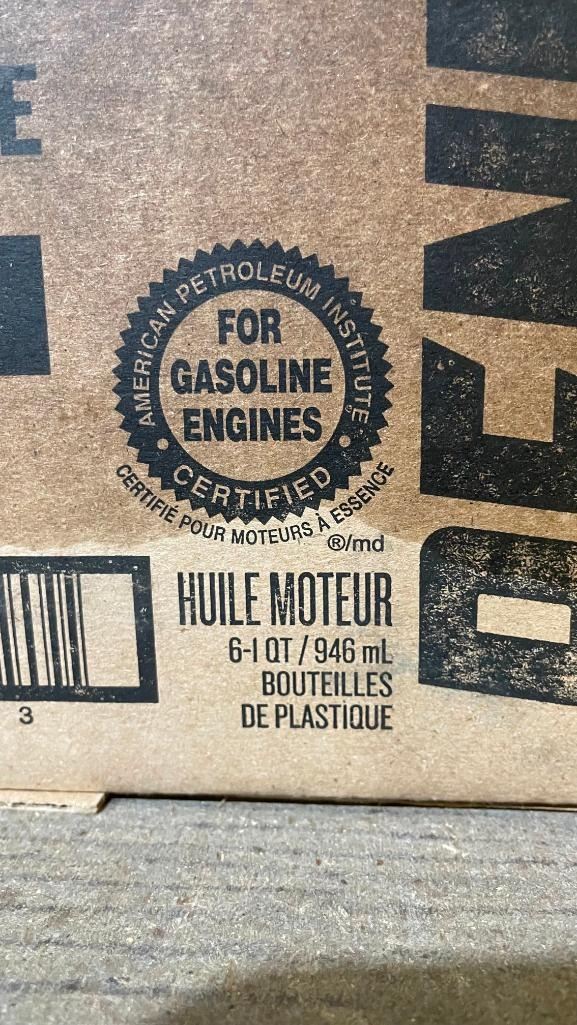 AMERICAN PETROLEUM INSTITUTE
FOR
GASOLINE
ENGINES
CERTIFIED
CERTIFIÉ POUR MOTEURS À ESSENCE
®/md
HUILE MOTEUR
6-1 QT / 946 mL
BOUTEILLES
DE PLASTIQUE
3